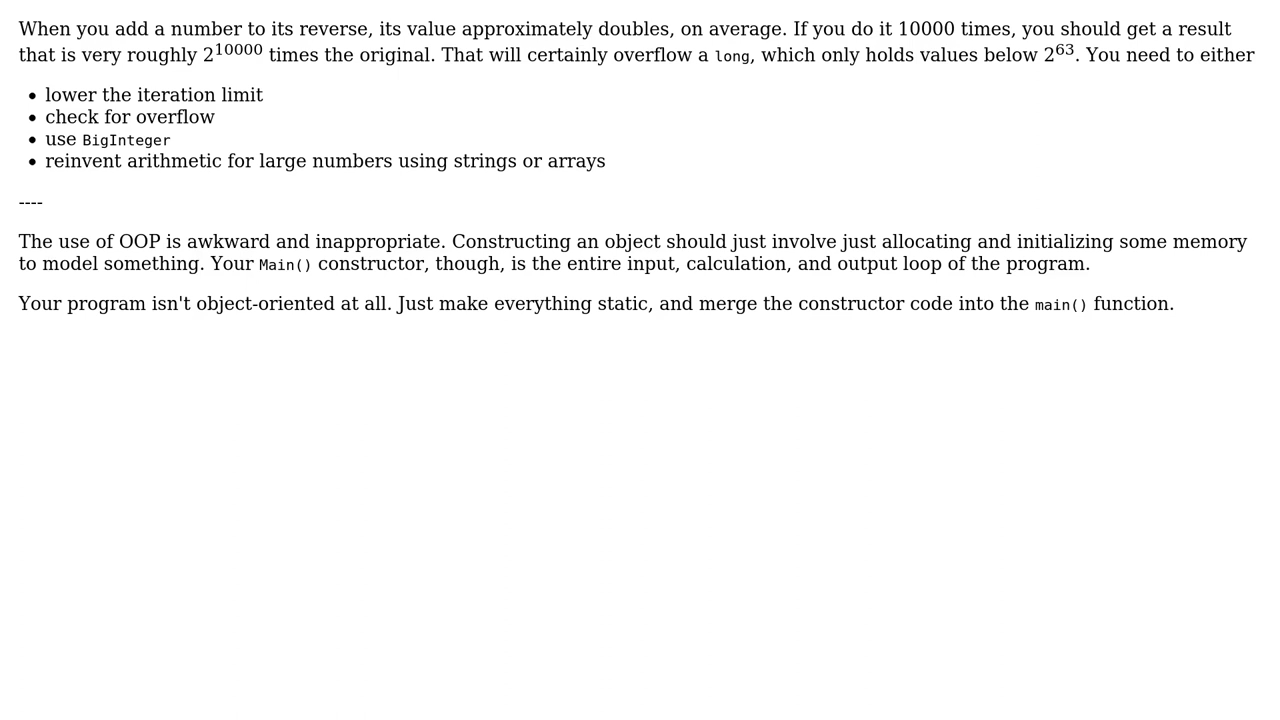 When you add a number to its reverse, its value approximately doubles, on average. If you do it 10000 times, you should get a result
that is very roughly 2^10000 times the original. That will certainly overflow a long, which only holds values below 2^63. You need to either
• lower the iteration limit
• check for overflow
• use BigInteger
• reinvent arithmetic for large numbers using strings or arrays
----
The use of OOP is awkward and inappropriate. Constructing an object should just involve just allocating and initializing some memory
to model something. Your Main() constructor, though, is the entire input, calculation, and output loop of the program.
Your program isn't object-oriented at all. Just make everything static, and merge the constructor code into the main() function.